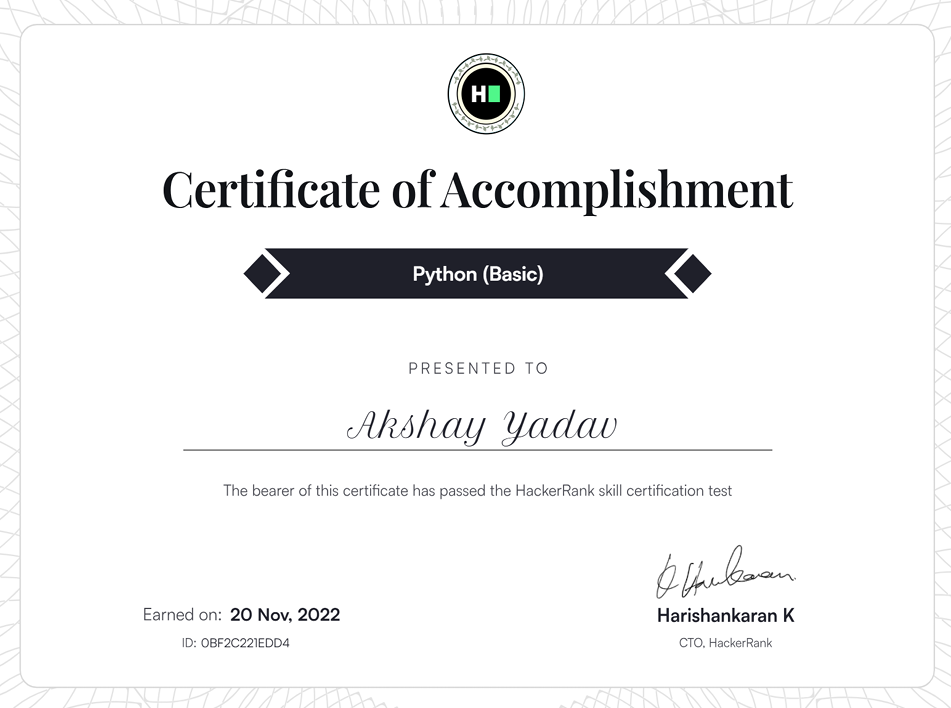 H
Certificate of Accomplishment
Python (Basic)
PRESENTED TO
Akshay Yadav
The bearer of this certificate has passed the HackerRank skill certification test
Earned on: 20 Nov, 2022
ID: 0BF2C221EDD4
Harishankaran K
CTO, HackerRank